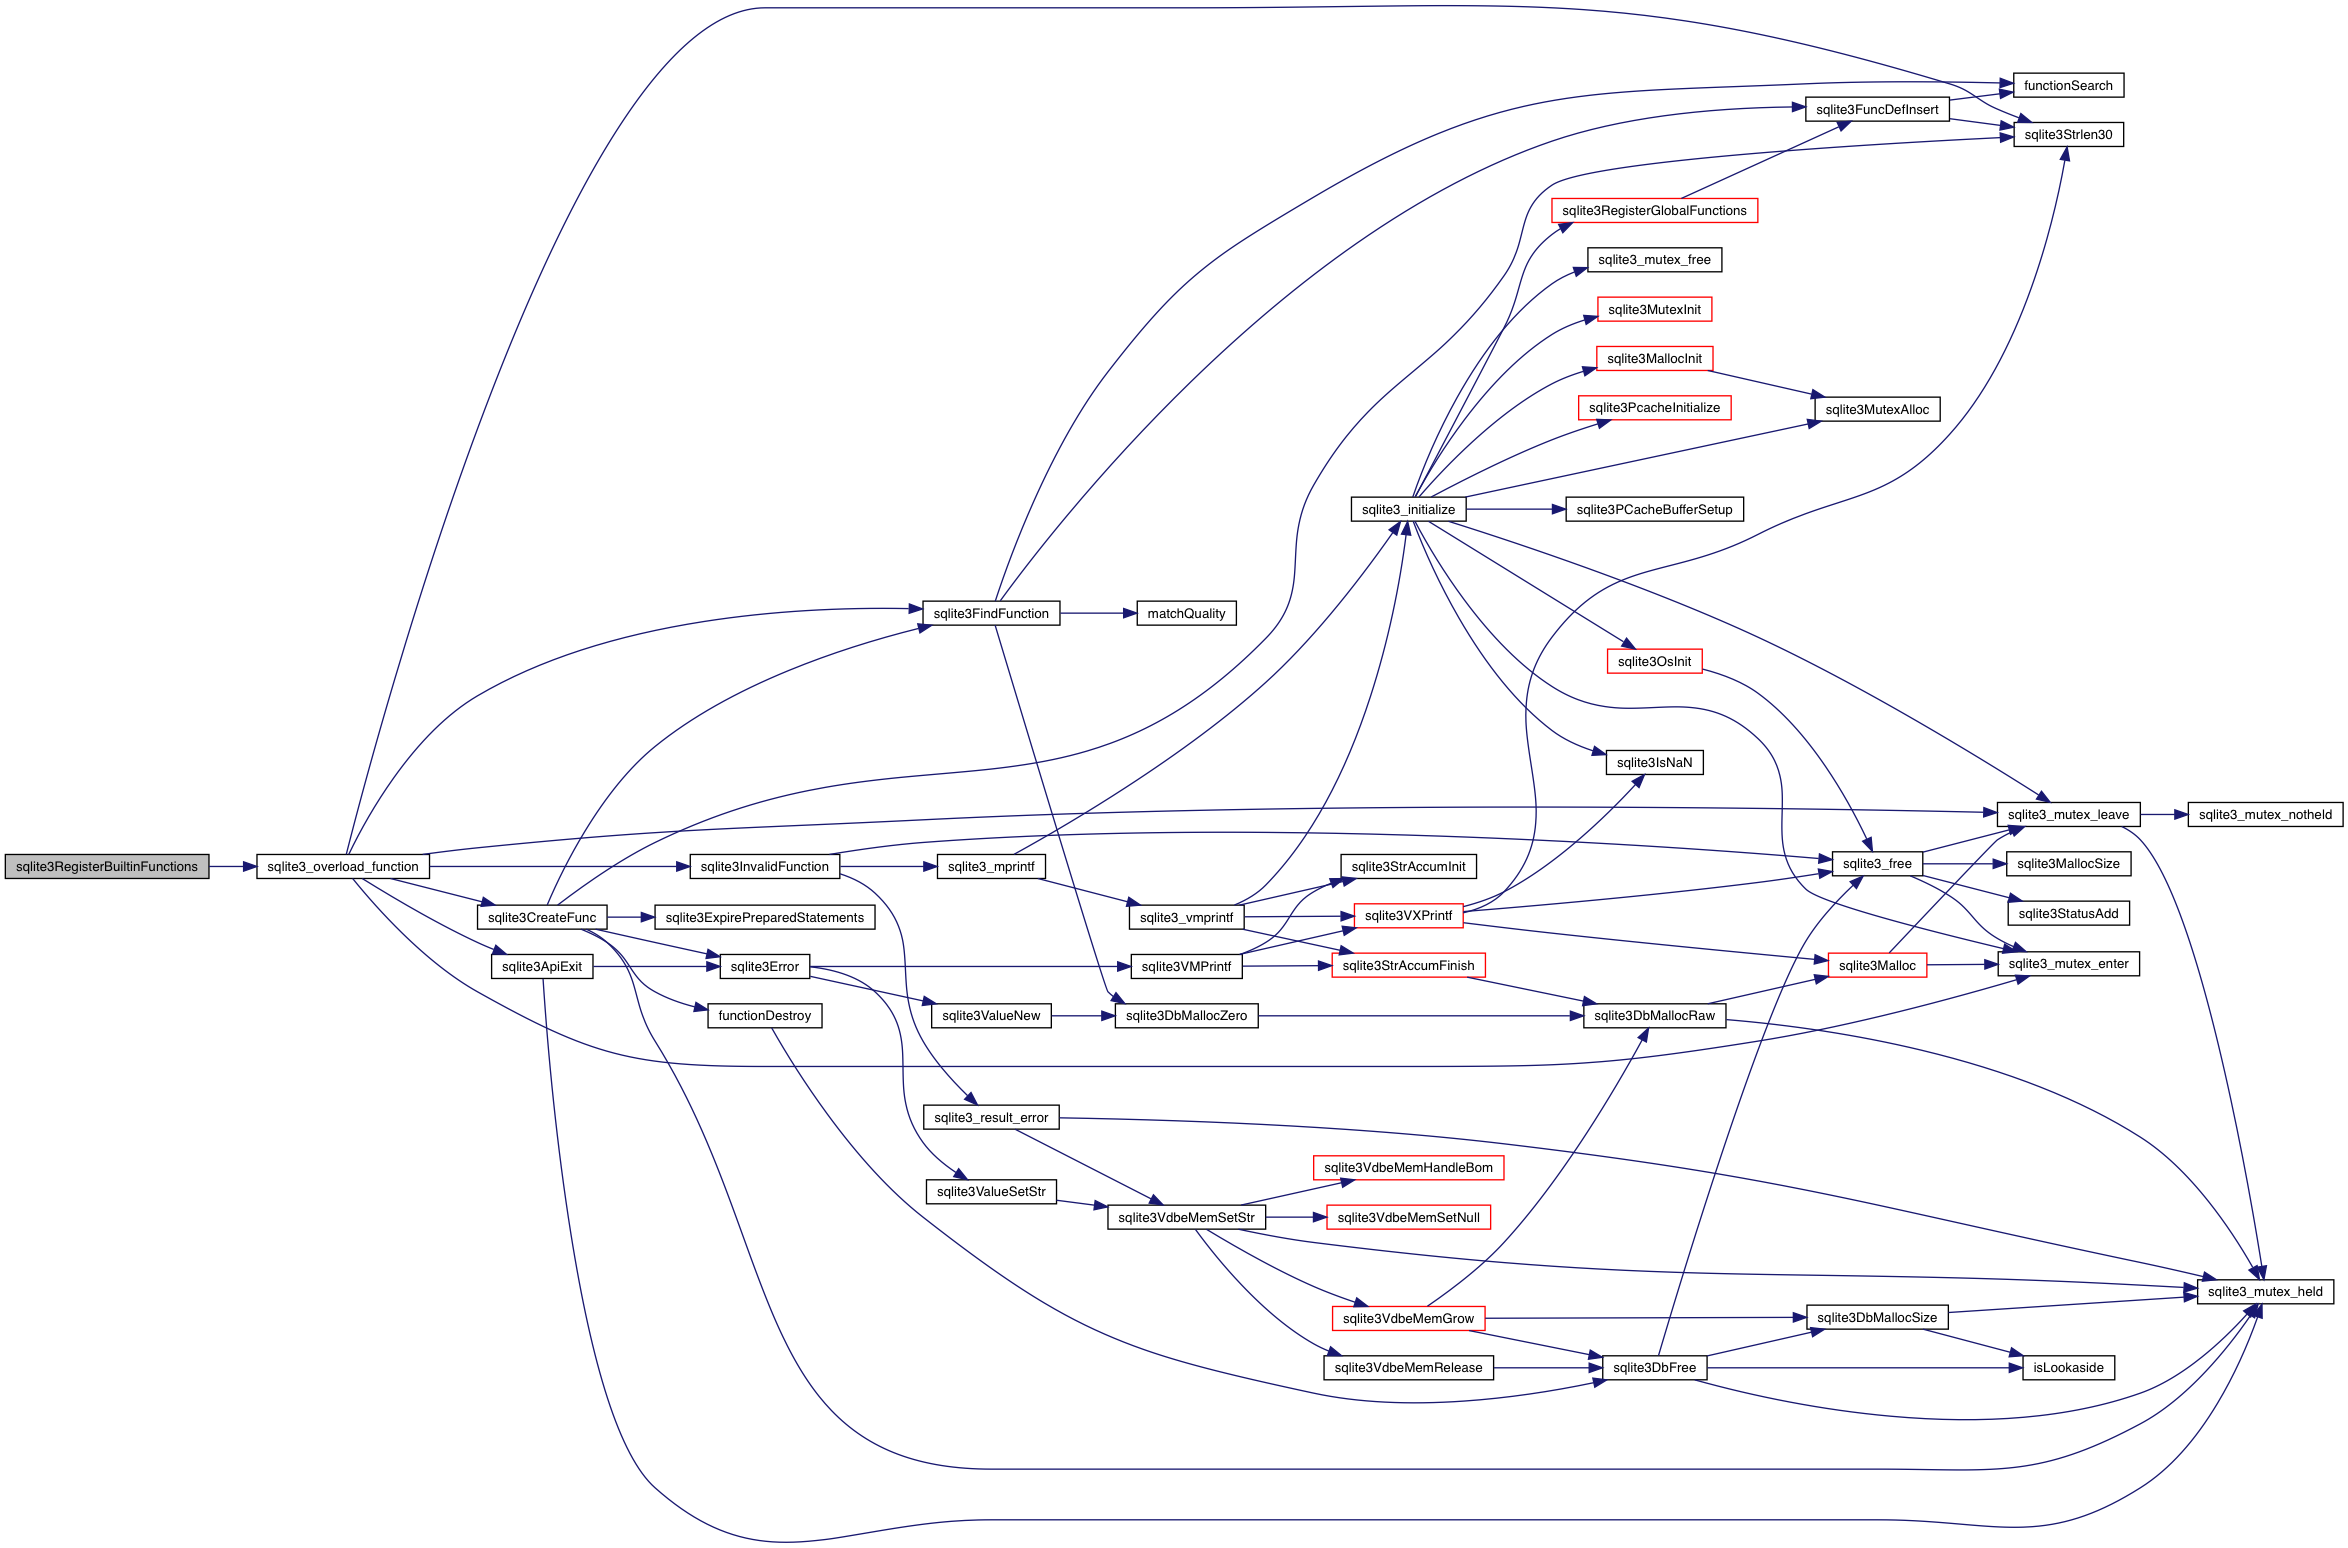 functionSearch
sqlite3FuncDefInsert
sqlite3Strlen30
sqlite3RegisterGlobalFunctions
sqlite3_mutex_free
sqlite3MutexInit
sqlite3MallocInit
sqlite3PcacheInitialize
sqlite3MutexAlloc
sqlite3_initialize
sqlite3PCacheBufferSetup
sqlite3FindFunction
matchQuality
sqlite3OsInit
sqlite3IsNaN
sqlite3_mutex_leave
sqlite3_mutex_notheld
sqlite3RegisterBuiltinFunctions
sqlite3_overload_function
sqlite3InvalidFunction
sqlite3_mprintf
sqlite3StrAccumInit
sqlite3_free
sqlite3MallocSize
sqlite3CreateFunc
sqlite3ExpirePreparedStatements
sqlite3_vmprintf
sqlite3VXPrintf
sqlite3StatusAdd
sqlite3ApiExit
sqlite3Error
sqlite3VMPrintf
sqlite3StrAccumFinish
sqlite3Malloc
sqlite3_mutex_enter
functionDestroy
sqlite3ValueNew
sqlite3DbMallocZero
sqlite3DbMallocRaw
sqlite3_result_error
sqlite3VdbeMemHandleBom
sqlite3ValueSetStr
sqlite3VdbeMemSetStr
sqlite3VdbeMemSetNull
sqlite3_mutex_held
sqlite3VdbeMemGrow
sqlite3DbMallocSize
sqlite3VdbeMemRelease
sqlite3DbFree
isLookaside